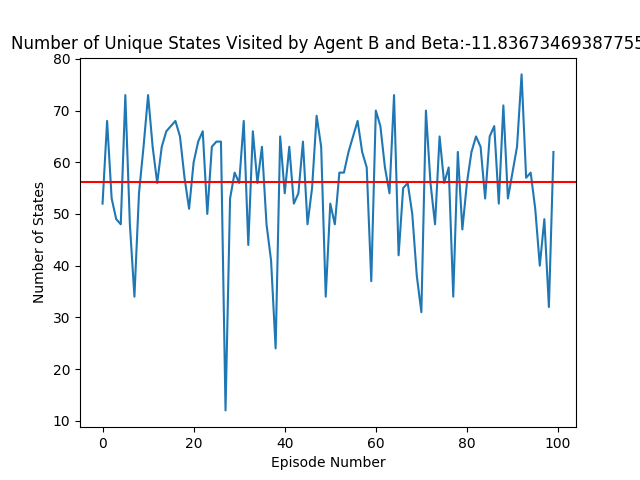 Number of Unique States Visited by Agent B and Beta:-11.83673469387755
80
70
60
50
40
30
20
10
Number of States
0 20 40 60 80 100
Episode Number